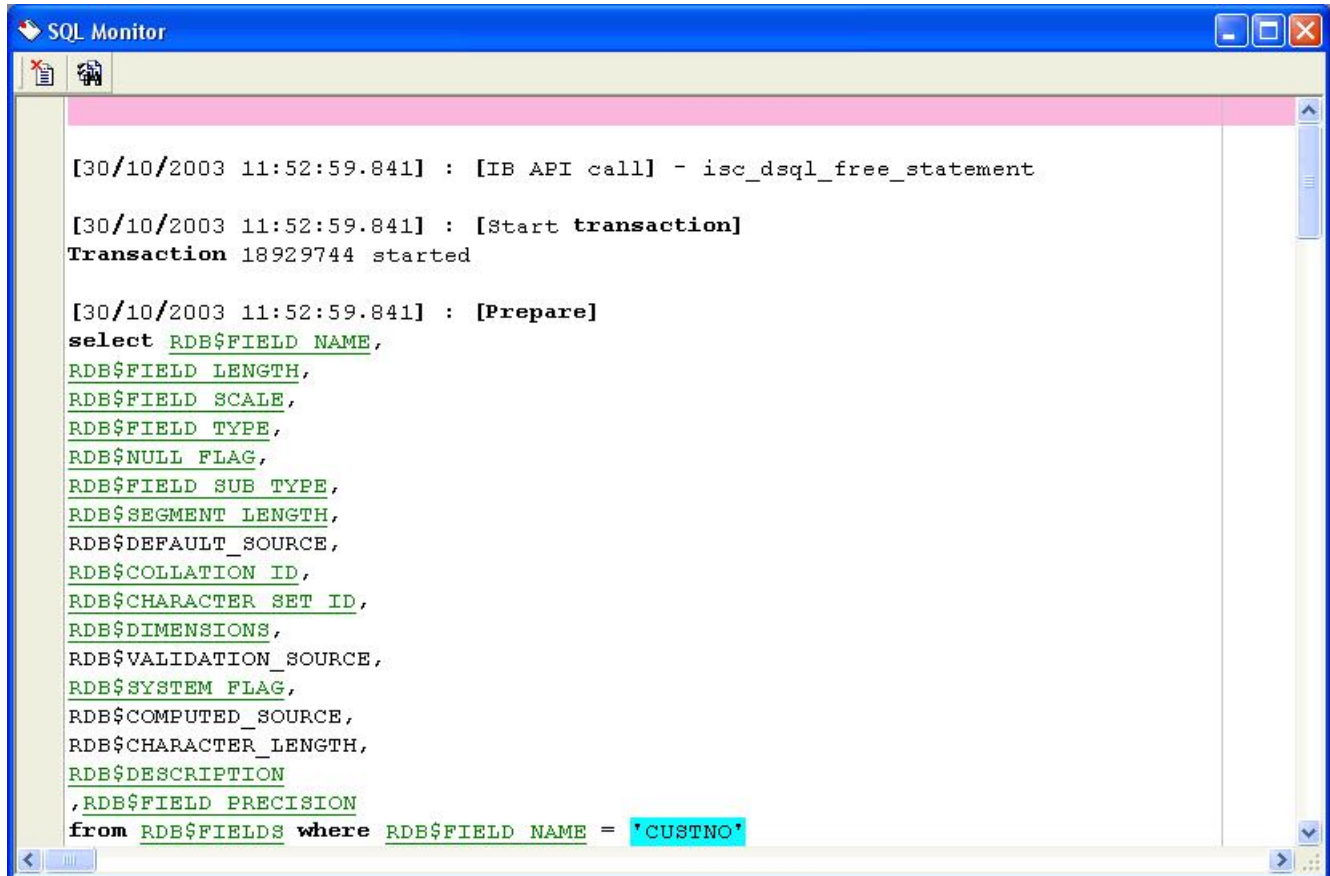 SQL Monitor
[30/10/2003 11:52:59.841] : [IB API call] - isc_dsql_free_statement
[30/10/2003 11:52:59.841] : [Start transaction]
Transaction 18929744 started
[30/10/2003 11:52:59.841] : [Prepare]
select RDB$FIELD_NAME,
RDB$FIELD_LENGTH,
RDB$FIELD_SCALE,
RDB$FIELD_TYPE,
RDB$NULL_FLAG,
RDB$FIELD_SUB_TYPE,
RDB$SEGMENT_LENGTH,
RDB$DEFAULT_SOURCE,
RDB$COLLATION_ID,
RDB$CHARACTER_SET_ID,
RDB$DIMENSIONS,
RDB$VALIDATION_SOURCE,
RDB$SYSTEM_FLAG,
RDB$COMPUTED_SOURCE,
RDB$CHARACTER_LENGTH,
RDB$DESCRIPTION
,RDB$FIELD_PRECISION
from RDB$FIELDS where RDB$FIELD_NAME = 'CUSTNO'